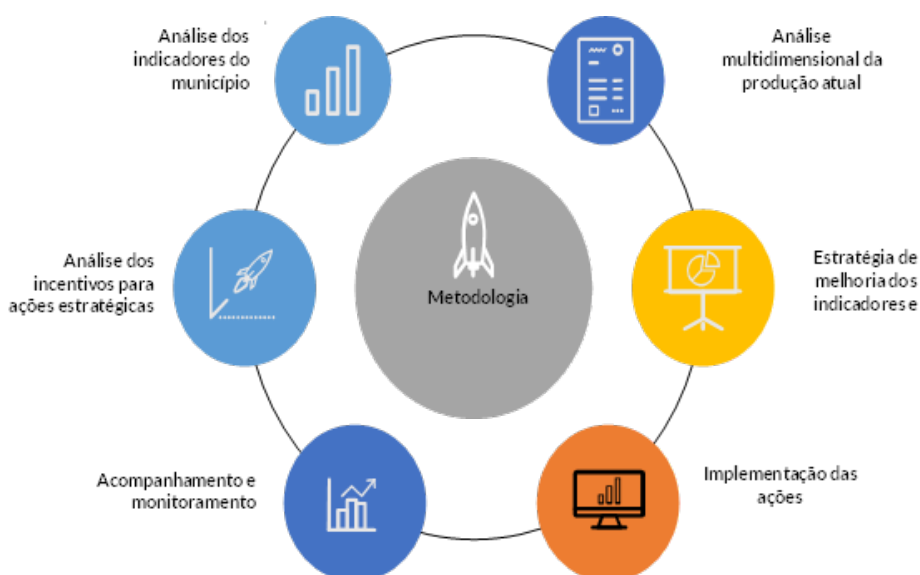 Análise dos
indicadores do
município
Análise
multidimensional da
produção atual
Análise dos
incentivos para
ações estratégicas
Metodologia
Estratégia de
melhoria dos
indicadores e
Acompanhamento e
monitoramento
Implementação das
ações